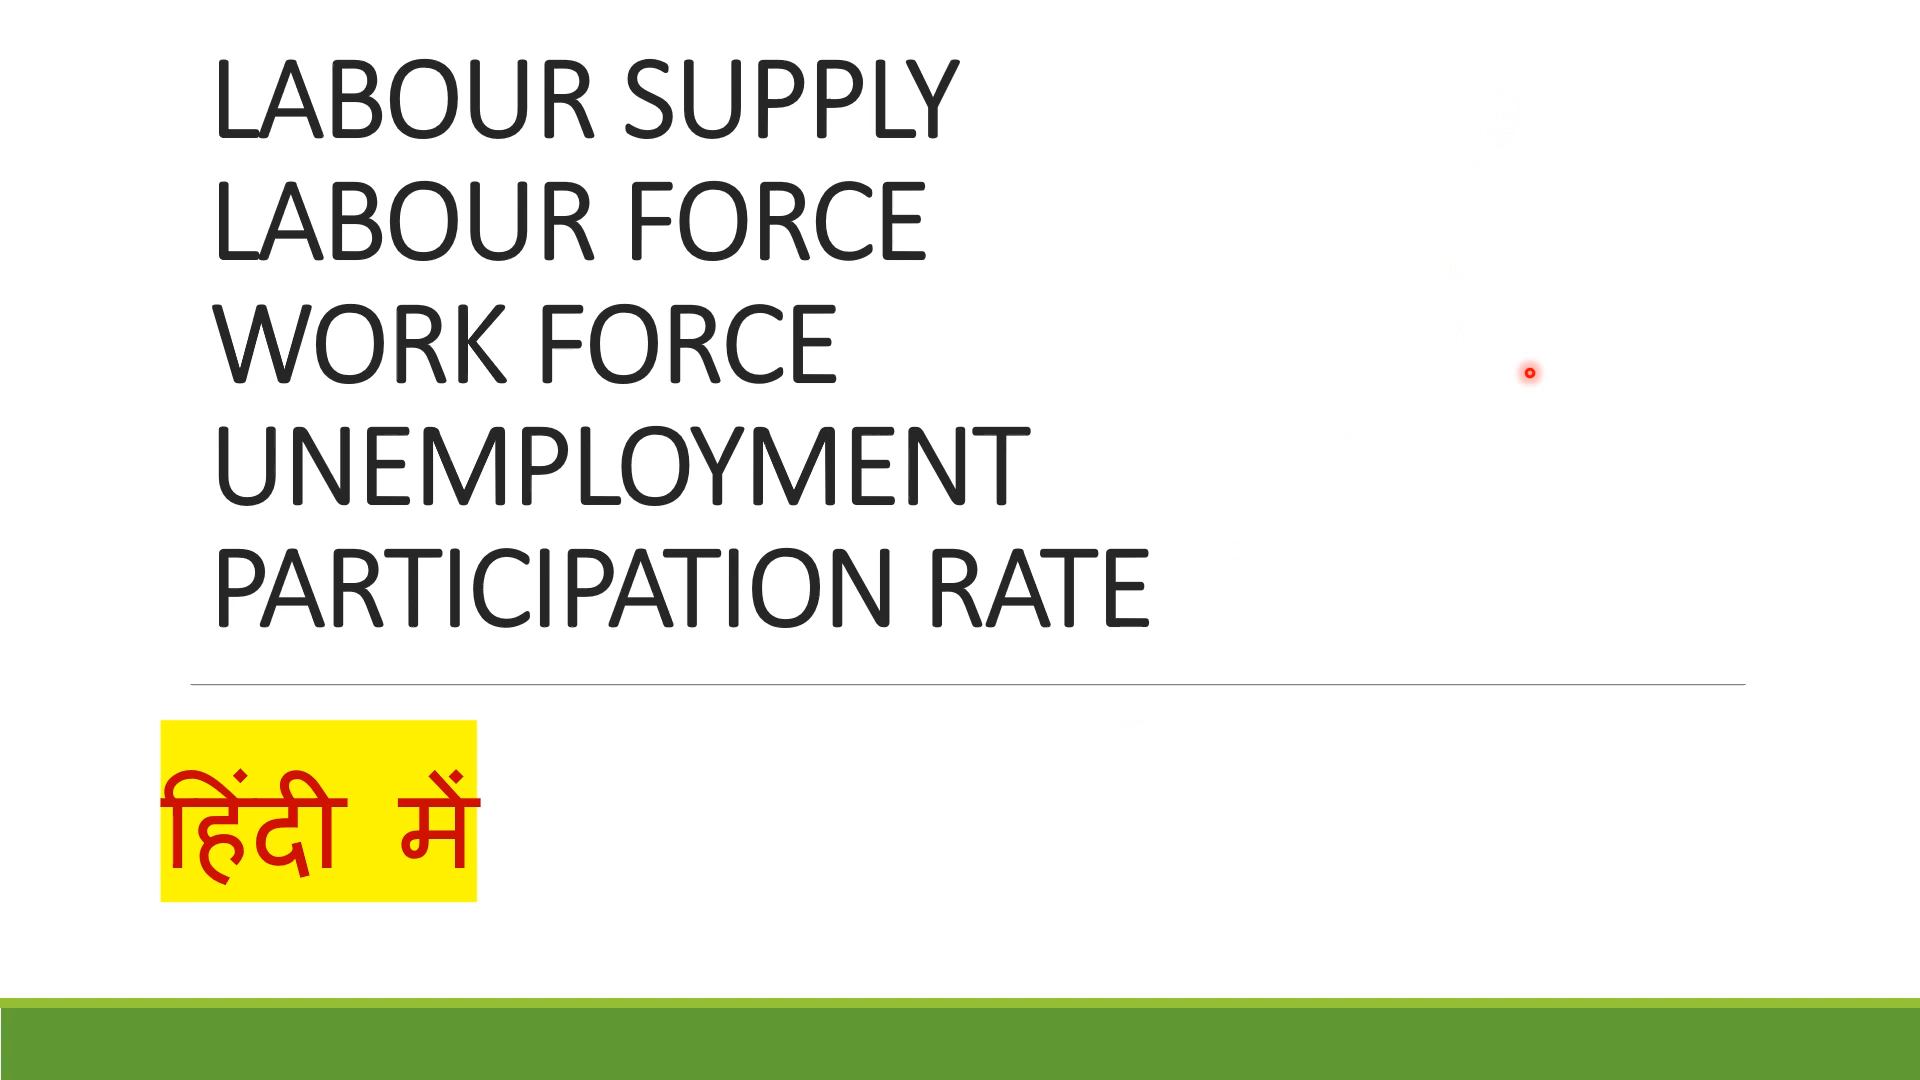 LABOUR SUPPLY
LABOUR FORCE
WORK FORCE
UNEMPLOYMENT
PARTICIPATION RATE
हिंदी में